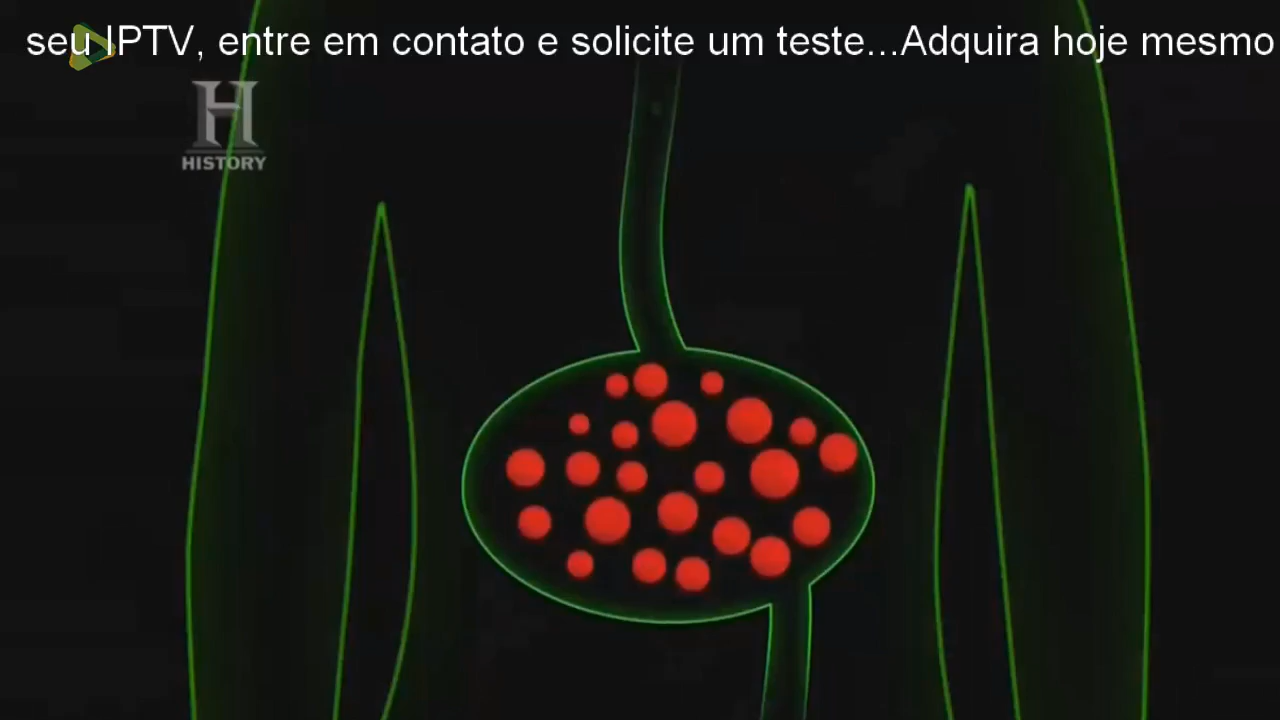 seu IPTV, entre em contato e solicite um teste...Adquira hoje mesmo
H
HISTORY